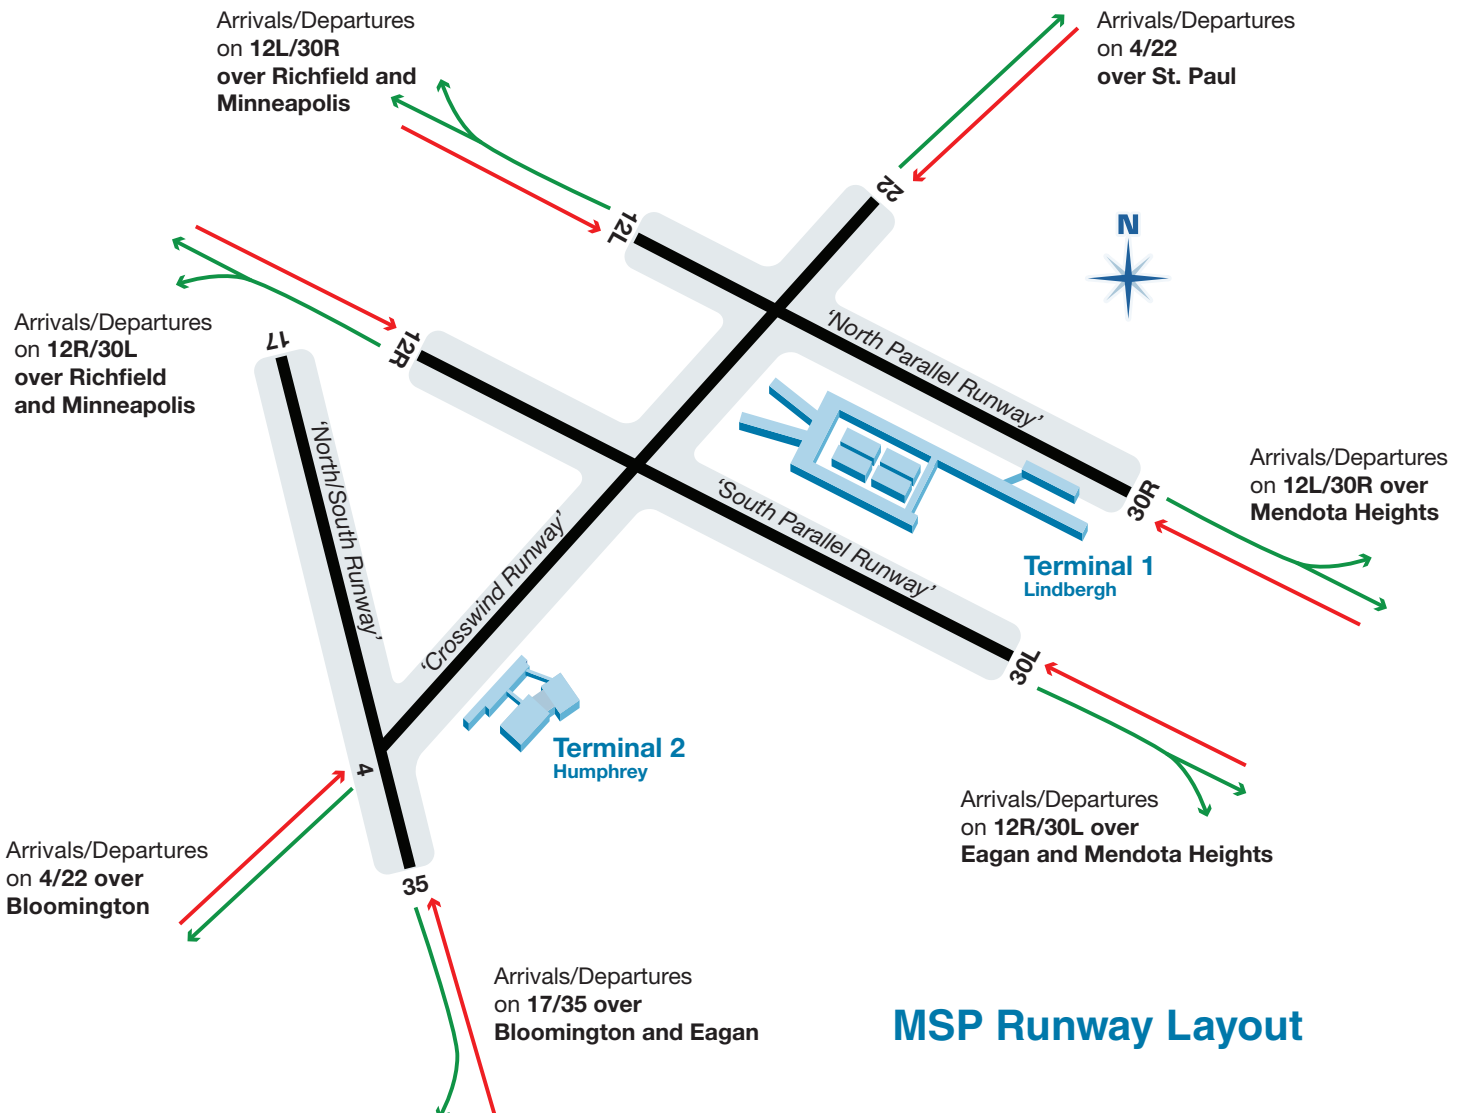 Arrivals/Departures
on 12L/30R
over Richfield and
Minneapolis
Arrivals/Departures
on 4/22
over St. Paul
22
12L
N
Arrivals/Departures
on 12R/30L
over Richfield
and Minneapolis
17
12R
‘North Parallel Runway’
‘North/South Runway’
‘South Parallel Runway’
‘Crosswind Runway’
30R
Arrivals/Departures
on 12L/30R over
Mendota Heights
Terminal 1
Lindbergh
30L
Terminal 2
Humphrey
4
Arrivals/Departures
on 12R/30L over
Eagan and Mendota Heights
Arrivals/Departures
on 4/22 over
Bloomington
35
Arrivals/Departures
on 17/35 over
Bloomington and Eagan
MSP Runway Layout